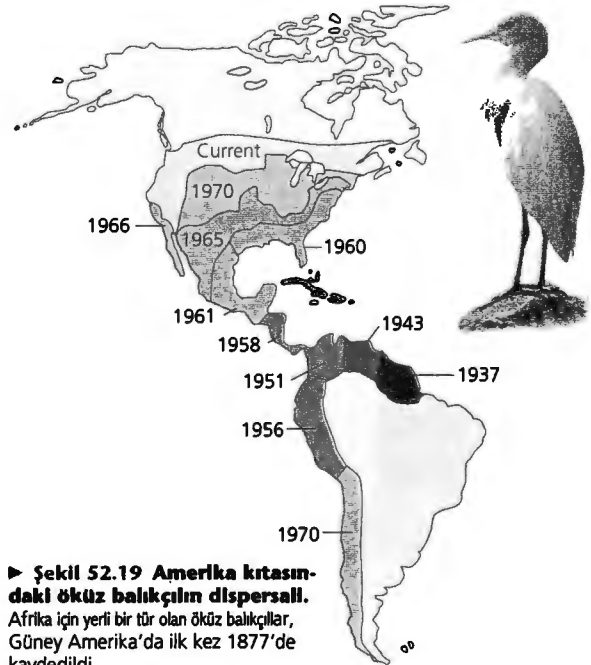 Current
1970
1966
1965
1960
1961
1958
1943
1951
1937
1956
1970
► Şekil 52.19 Amerika kıtasın-
daki öküz balıkçılın dispersali.
Afrika için yerli bir tür olan öküz balıkçıllar,
Güney Amerika'da ilk kez 1877'de
kaydedildi